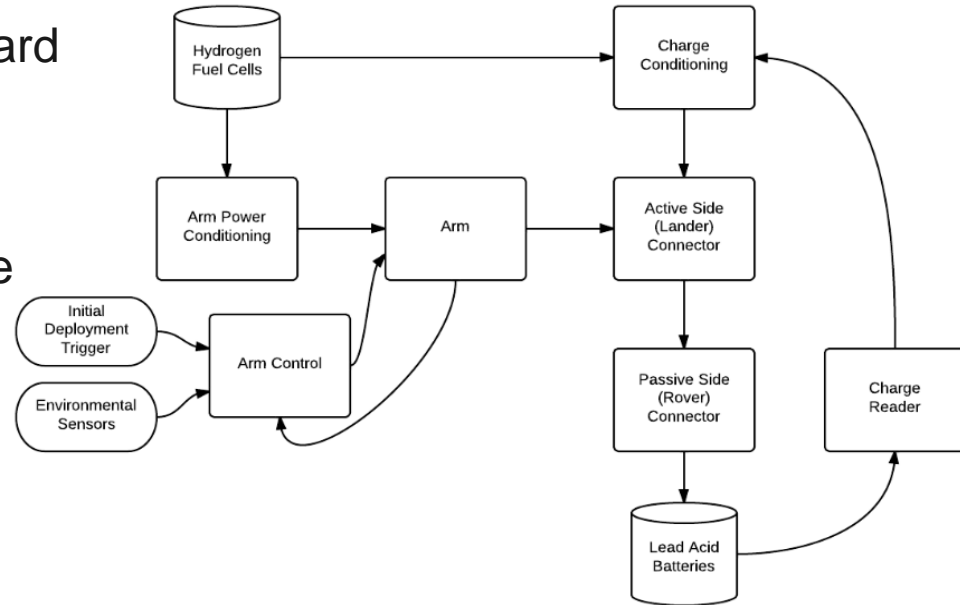 ard
e
Hydrogen
Fuel Cells
Charge
Conditioning
Arm Power
Conditioning
Arm
Active Side
(Lander)
Connector
Initial
Deployment
Trigger
Arm Control
Environmental
Sensors
Passive Side
(Rover)
Connector
Charge
Reader
Lead Acid
Batteries